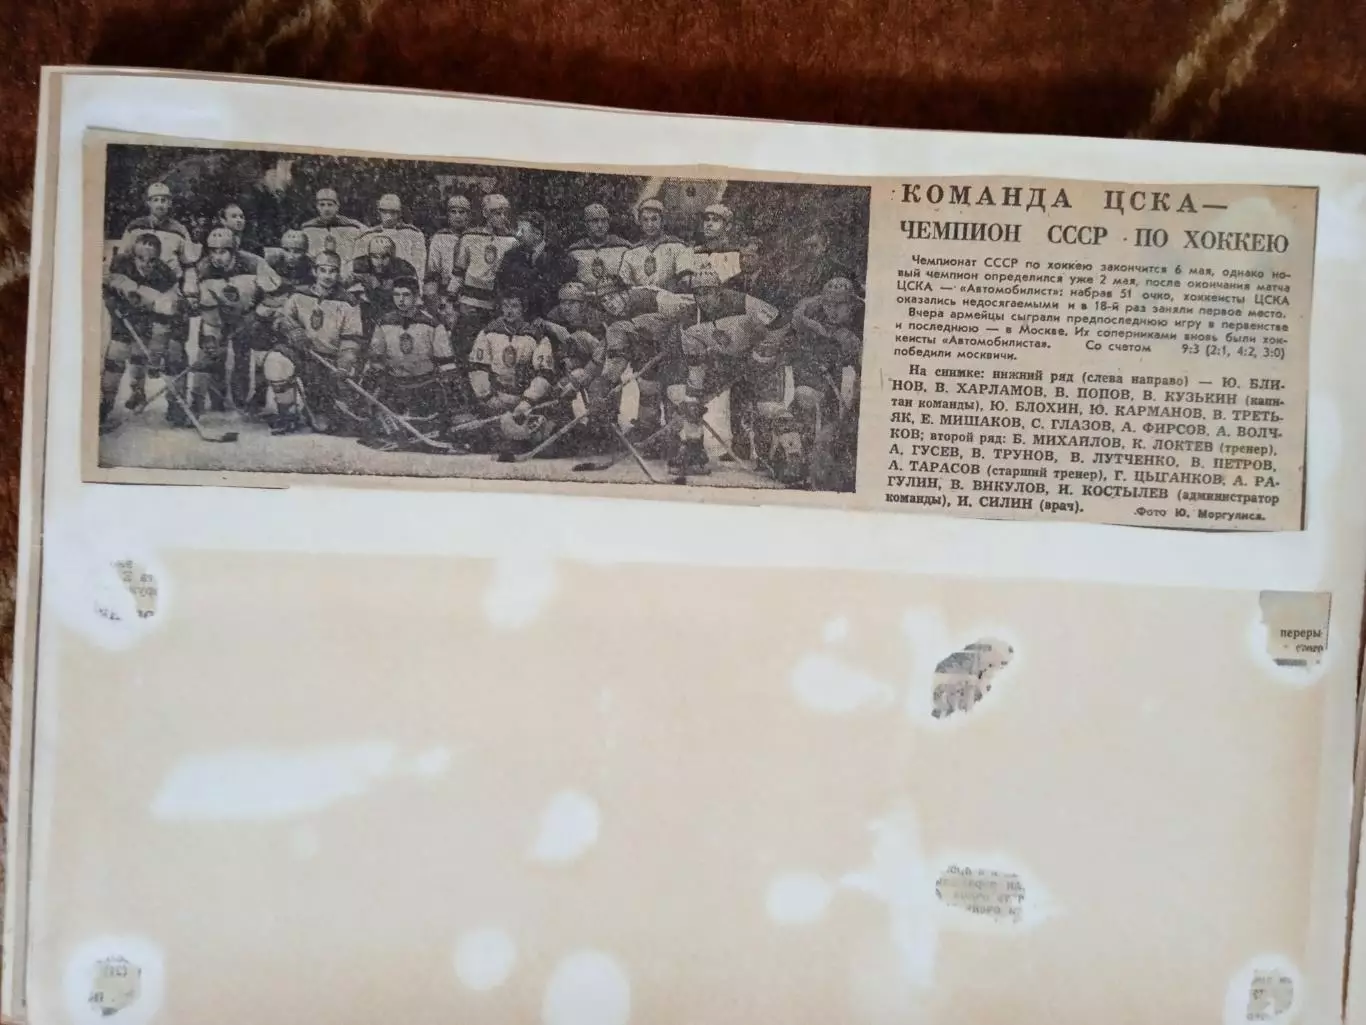 КОМАНДА ЦСКА —
ЧЕМПИОН СССР ПО ХОККЕЮ
Чемпионат СССР по хоккею закончится 6 мая, однако но-
вый чемпион определился уже 2 мая, после окончания матча
ЦСКА — «Автомобилист»: набрав 51 очко, хоккеисты ЦСКА
оказались недосягаемыми и в 18-й раз заняли первое место.
Вчера армейцы сыграли предпоследнюю игру в первенстве
и последнюю — в Москве. Их соперниками вновь были хок-
кеисты «Автомобилиста». Со счетом 9:3 (2:1, 4:2, 3:0)
победили москвичи.
На снимке: нижний ряд (слева направо) — Ю. БЛИ-
НОВ, В. ХАРЛАМОВ, В. ПОПОВ, В. КУЗЬКИН (капи-
тан команды), Ю. БЛОХИН, Ю. КАРМАНОВ, В. ТРЕТЬ-
ЯК, Е. МИШАКОВ, С. ГЛАЗОВ, А. ФИРСОВ, А. ВОЛЧ-
КОВ; второй ряд: Б. МИХАЙЛОВ, К. ЛОКТЕВ (тренер),
А. ГУСЕВ, В. ТРУНОВ, В. ЛУТЧЕНКО, В. ПЕТРОВ,
А. ТАРАСОВ (старший тренер), Г. ЦЫГАНКОВ, А. РА-
ГУЛИН, В. ВИКУЛОВ, И. КОСТЫЛЕВ (администратор
команды), И. СИЛИН (врач).
Фото Ю. Моргулиса.
переры